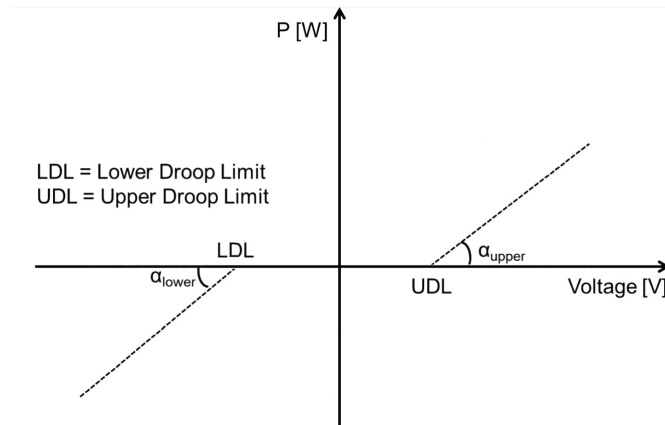 P [W]
LDL = Lower Droop Limit
UDL = Upper Droop Limit
LDL
αlower
αupper
UDL
Voltage [V]